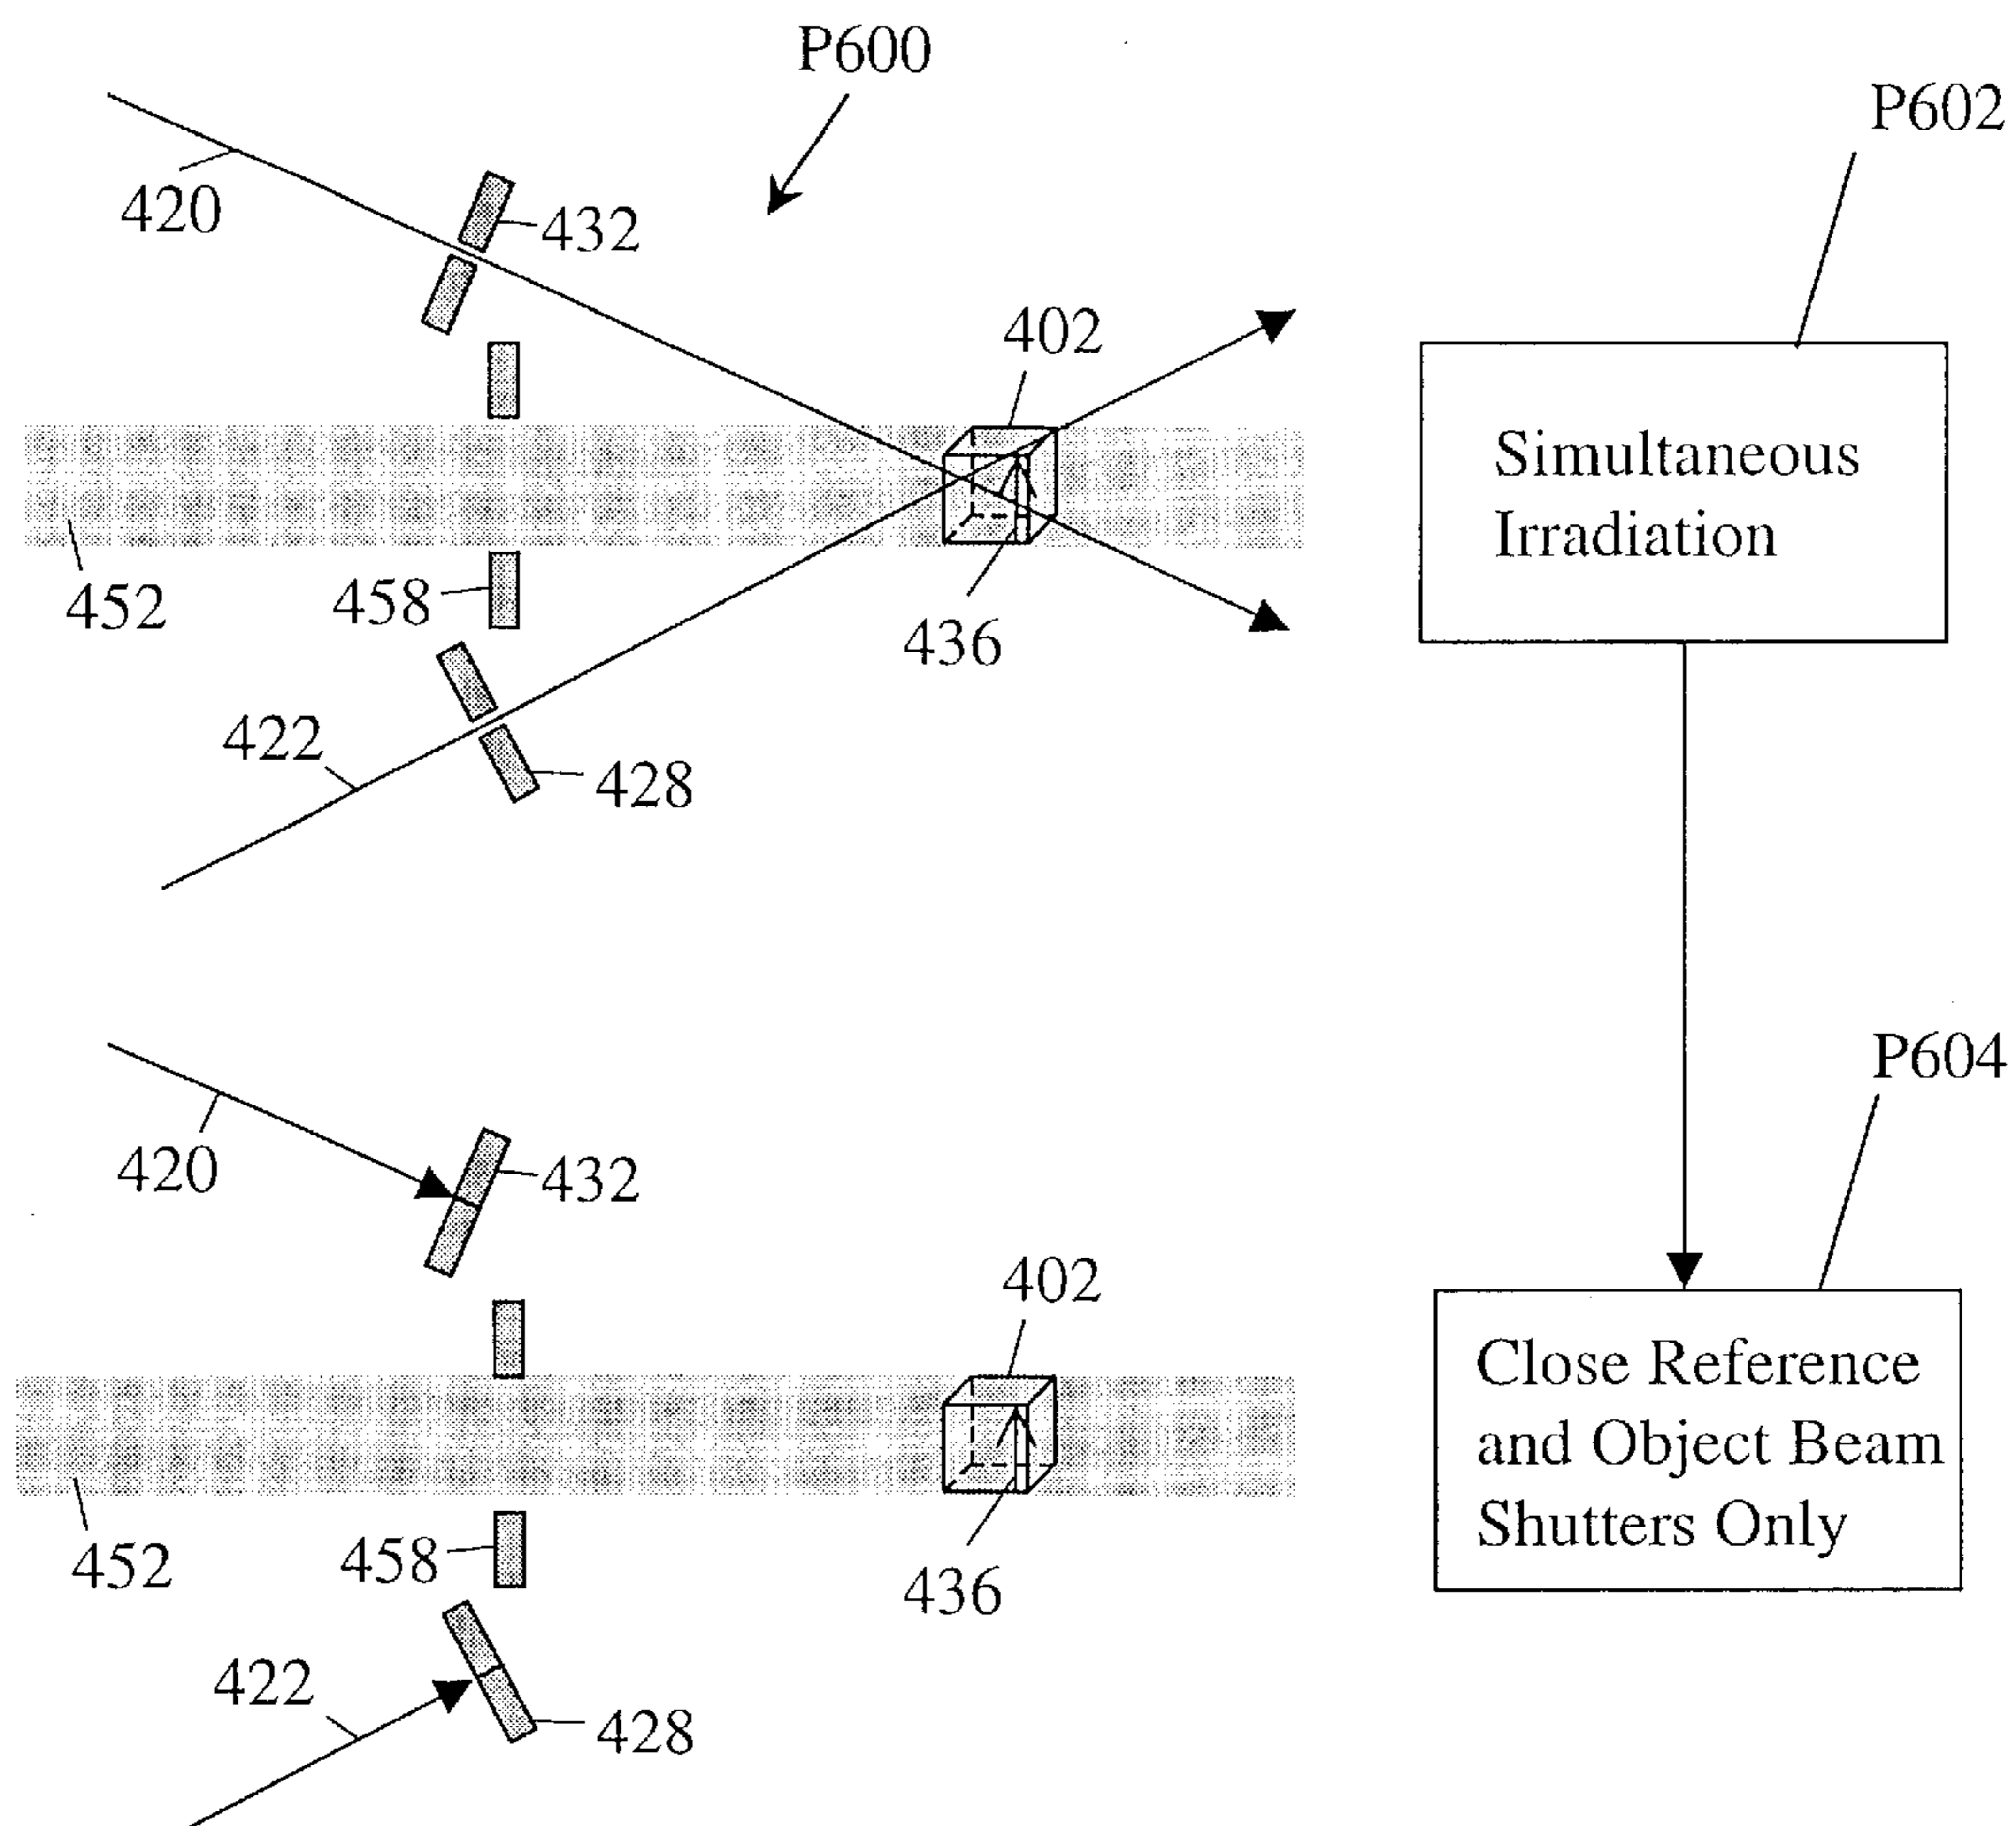 P600
P602
420
432
402
Simultaneous
Irradiation
452
458
436
422
428
P604
420
432
402
Close Reference
and Object Beam
Shutters Only
452
458
436
422
428